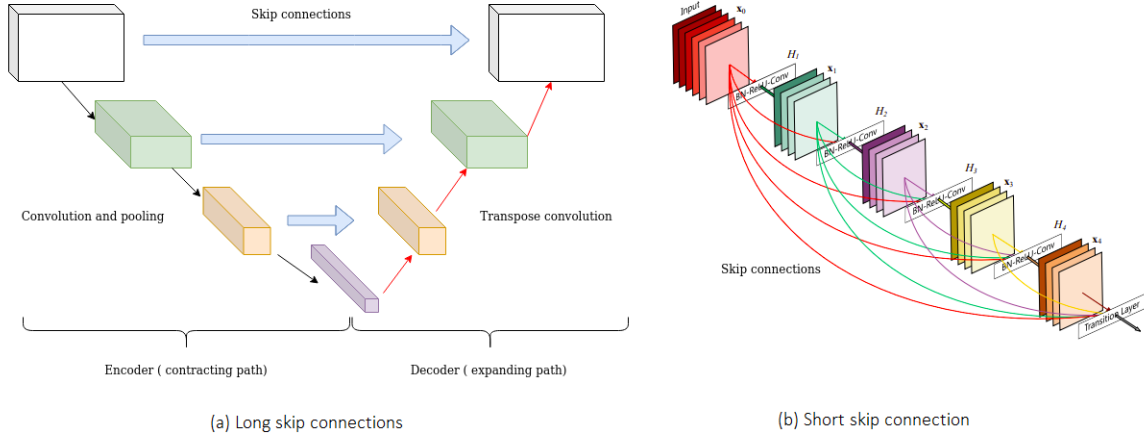 Skip connections
Convolution and pooling
Transpose convolution
Encoder ( contracting path)
Decoder ( expanding path)
(a) Long skip connections
Input
x0
H1
x1
BN-ReLU-Conv
H2
x2
BN-ReLU-Conv
H3
x3
BN-ReLU-Conv
H4
x4
BN-ReLU-Conv
Skip connections
Transition Layer
(b) Short skip connection